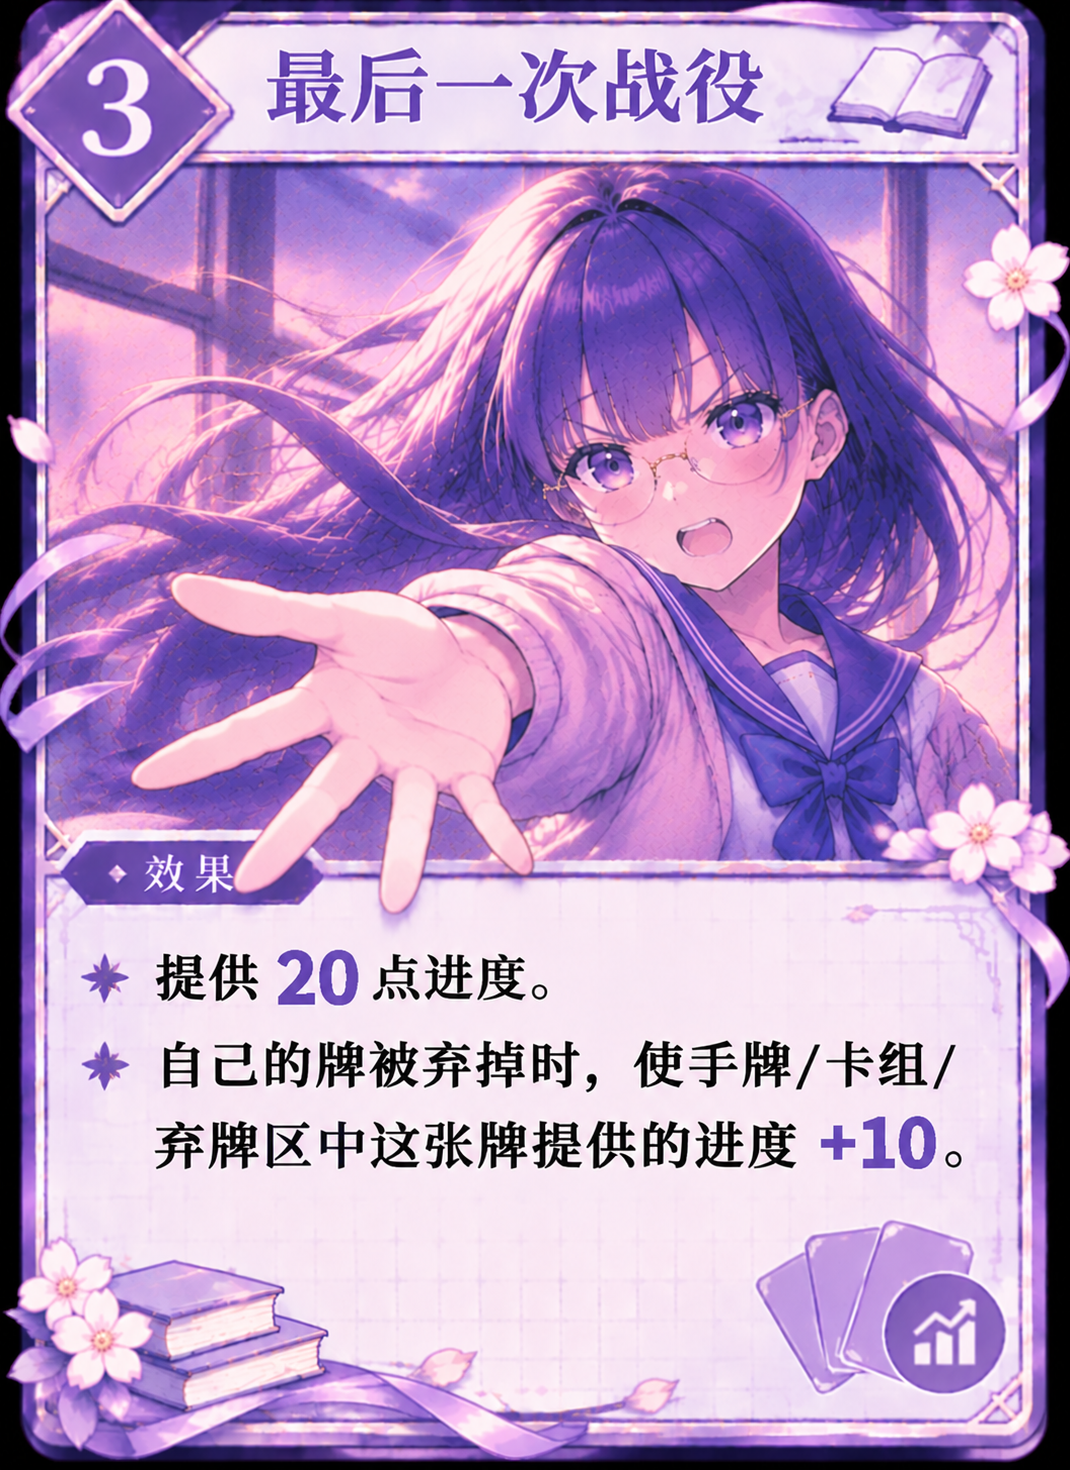 3
最后一次战役
效果
提供 20 点进度。
自己的牌被弃掉时，使手牌/卡组/
弃牌区中这张牌提供的进度 +10。